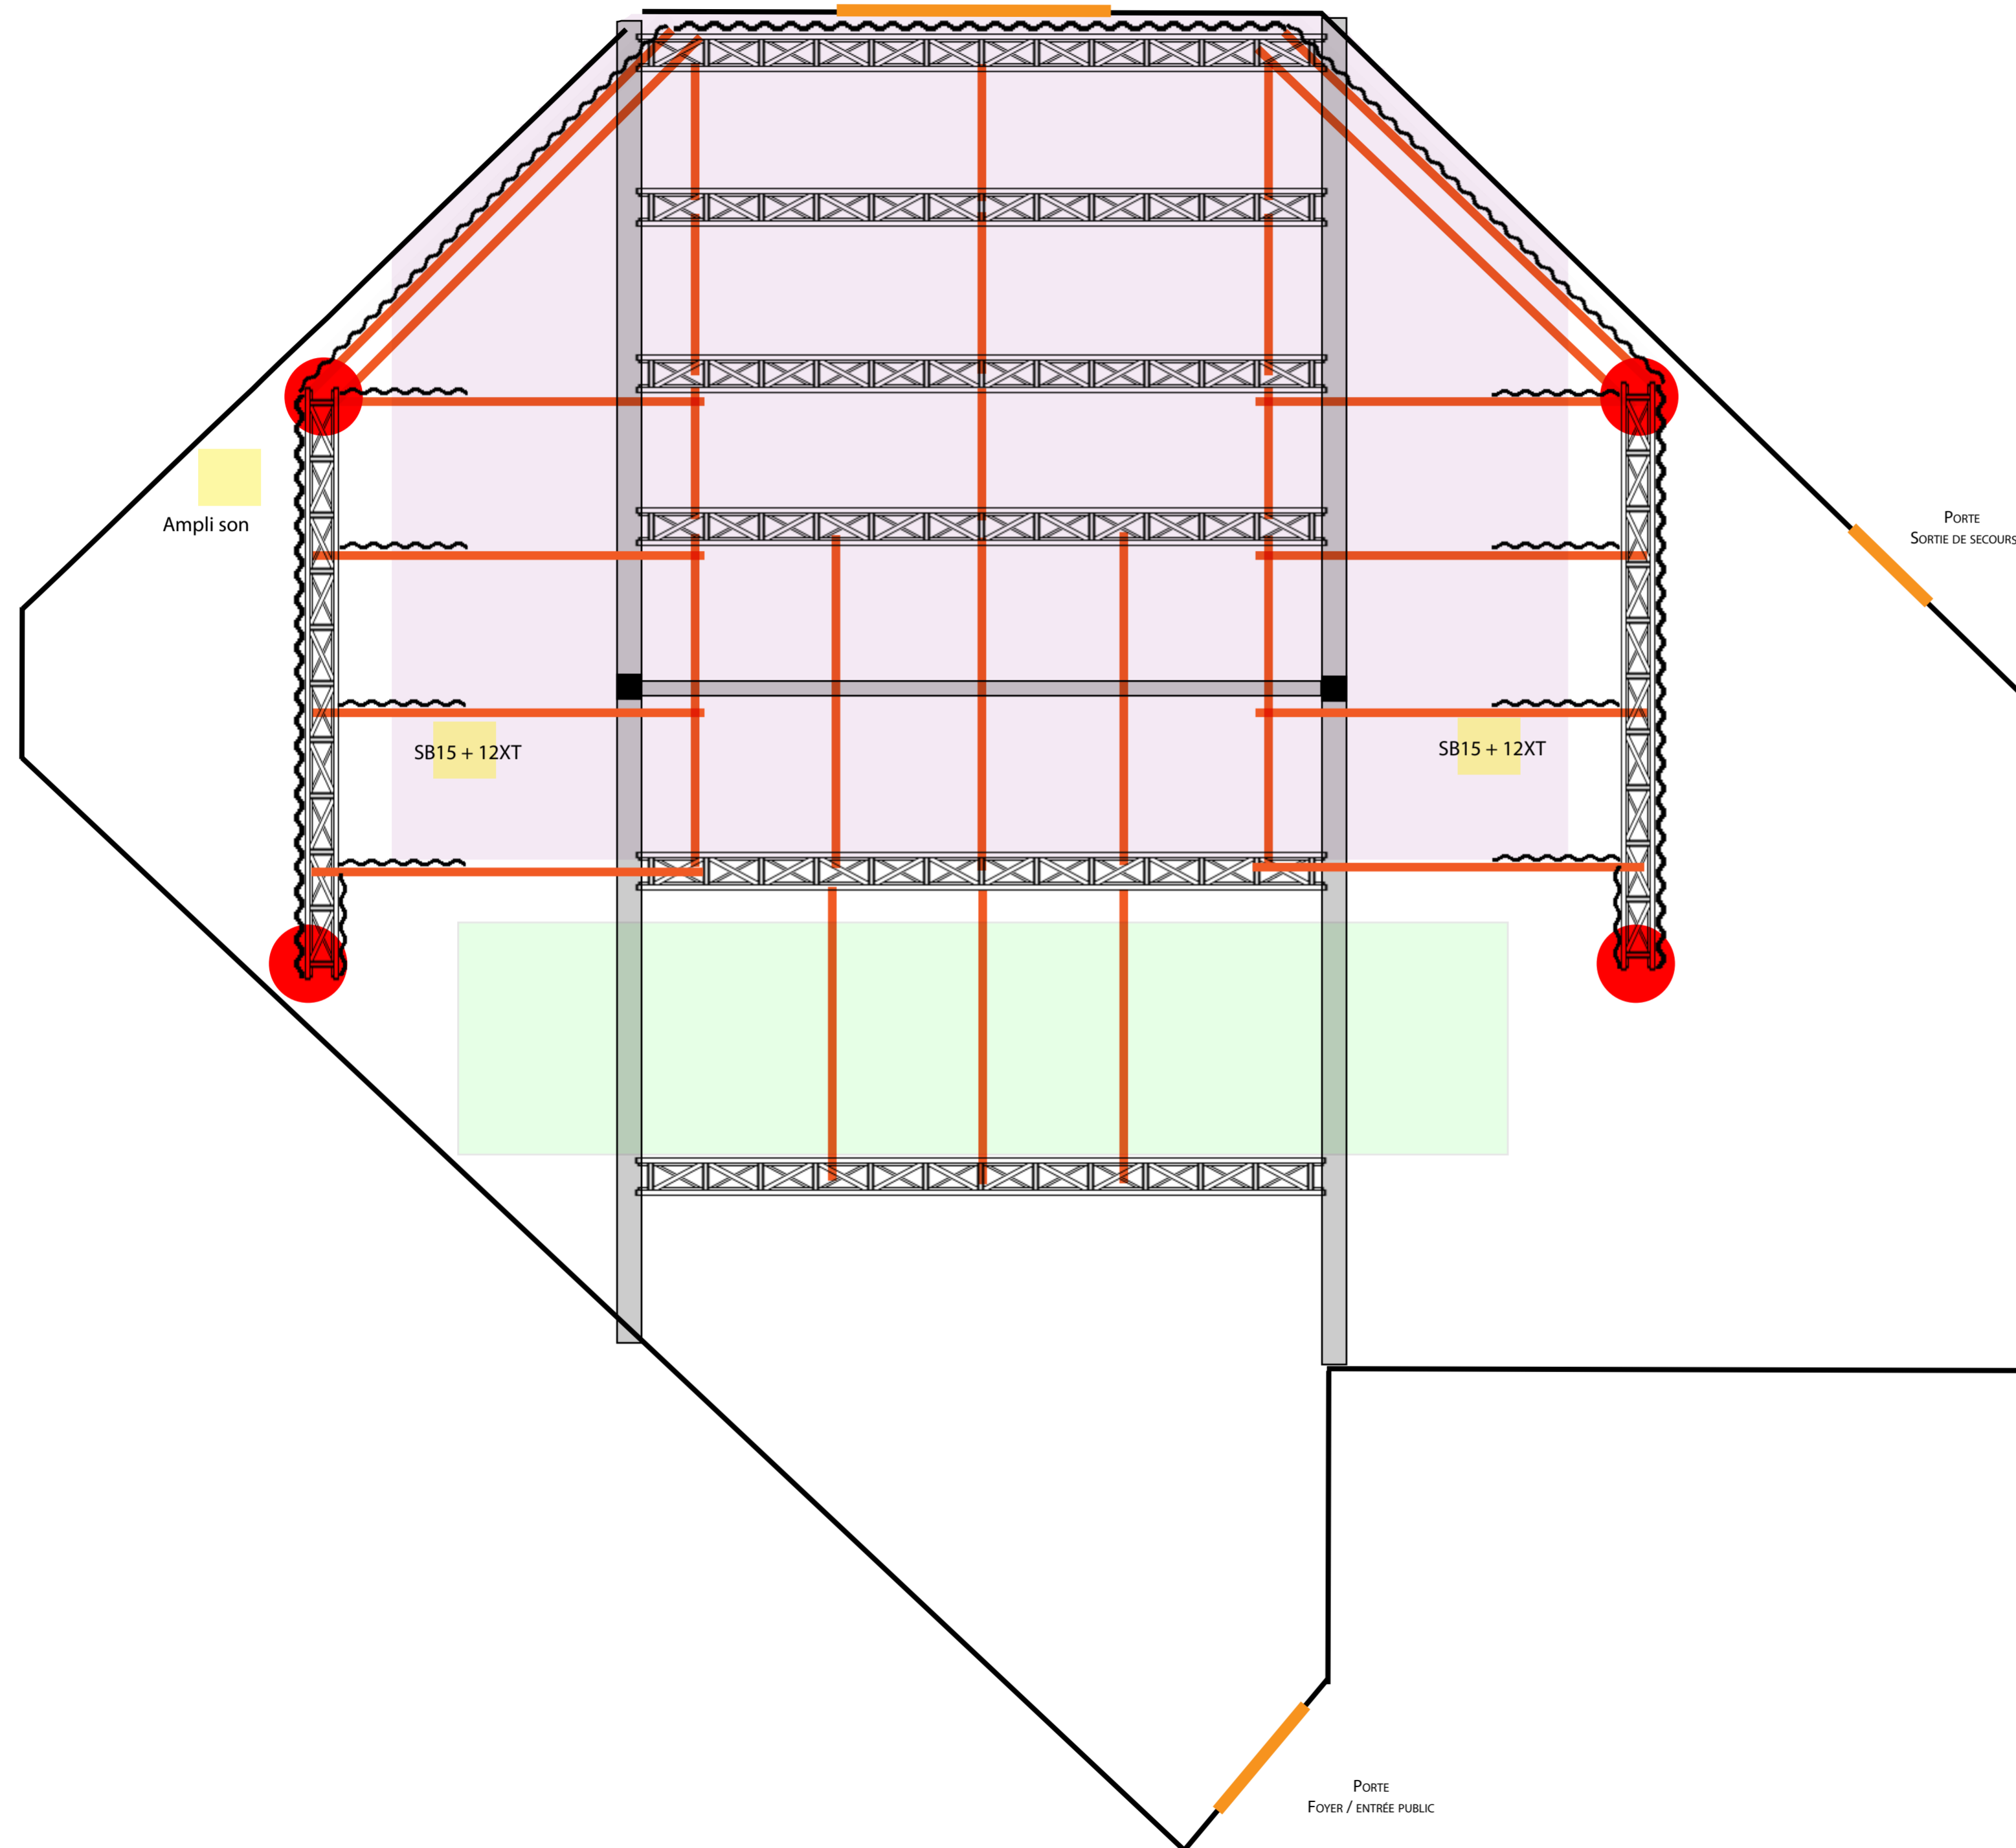 Ampli son
Porte
Sortie de secours
SB15 + 12XT
SB15 + 12XT
Porte
Foyer / entrée public